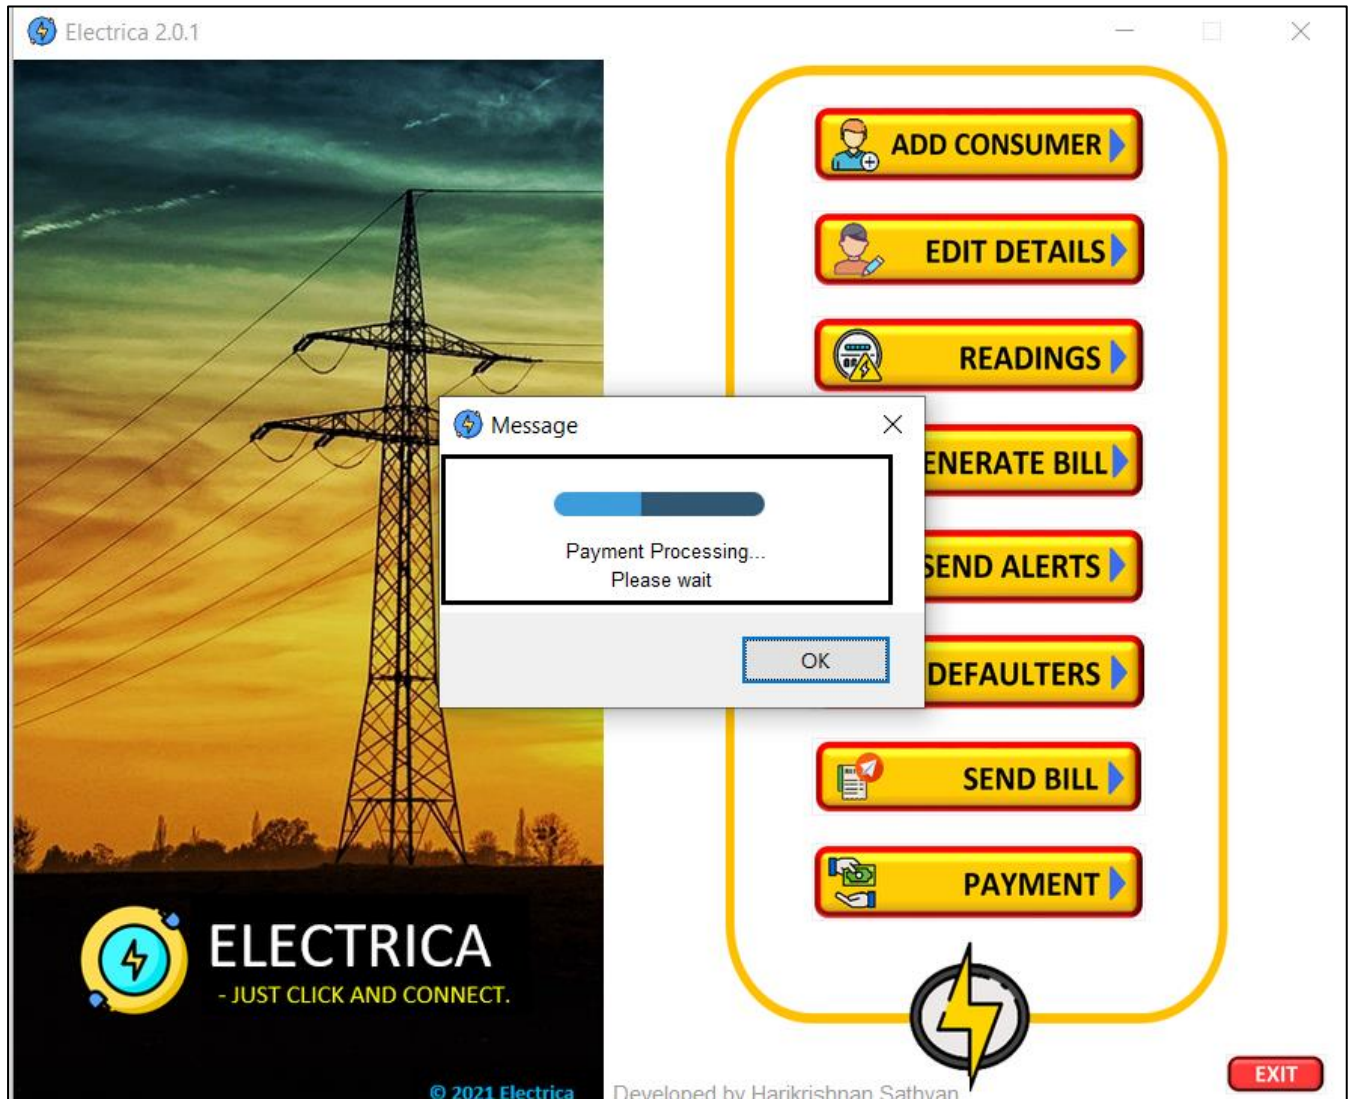 Electrica 2.0.1
ADD CONSUMER
EDIT DETAILS
READINGS
Message
ENERATE BILL
Payment Processing...
Please wait
SEND ALERTS
OK
DEFAULTERS
SEND BILL
PAYMENT
ELECTRICA
- JUST CLICK AND CONNECT.
EXIT
© 2021 Electrica
Developed by Harikrishnan Sathyan